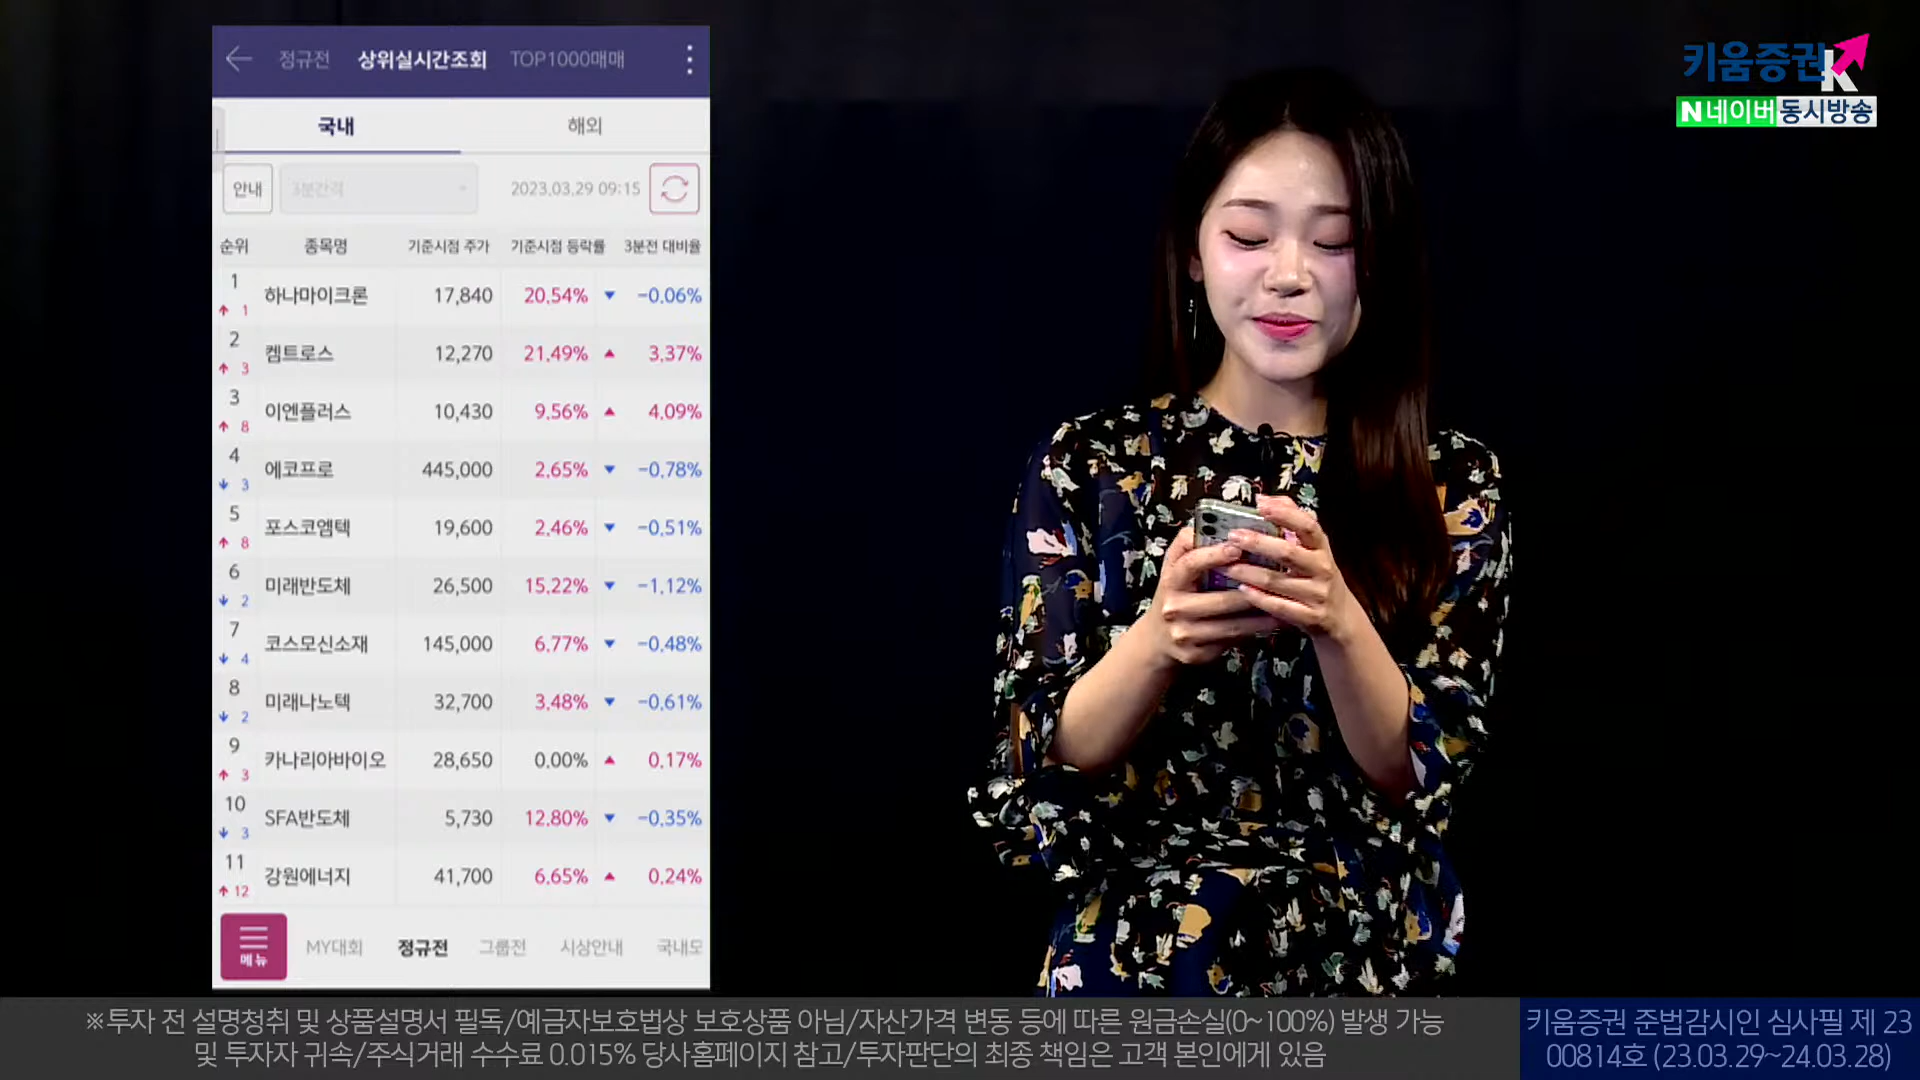 정규전 상위실시간조회 TOP1000매매
국내 해외
안내 3분간격 2023.03.29 09:15
순위 종목명 기준시점 주가 기준시점 등락률 3분전 대비율
1 하나마이크론 17,840 20.54% ▼ -0.06%
↑ 1
2 켐트로스 12,270 21.49% ▲ 3.37%
↑ 3
3 이엔플러스 10,430 9.56% ▲ 4.09%
↑ 8
4 에코프로 445,000 2.65% ▼ -0.78%
↓ 3
5 포스코엠텍 19,600 2.46% ▼ -0.51%
↑ 8
6 미래반도체 26,500 15.22% ▼ -1.12%
↓ 2
7 코스모신소재 145,000 6.77% ▼ -0.48%
↓ 4
8 미래나노텍 32,700 3.48% ▼ -0.61%
↓ 2
9 카나리아바이오 28,650 0.00% ▲ 0.17%
↑ 3
10 SFA반도체 5,730 12.80% ▼ -0.35%
↓ 3
11 강원에너지 41,700 6.65% ▲ 0.24%
↑ 12
메뉴 MY대회 정규전 그룹전 시상안내 국내모
키움증권 K
N 네이버 동시방송
※투자 전 설명청취 및 상품설명서 필독/예금자보호법상 보호상품 아님/자산가격 변동 등에 따른 원금손실(0~100%) 발생 가능
및 투자자 귀속/주식거래 수수료 0.015% 당사홈페이지 참고/투자판단의 최종 책임은 고객 본인에게 있음
키움증권 준법감시인 심사필 제 23
00814호 (23.03.29~24.03.28)